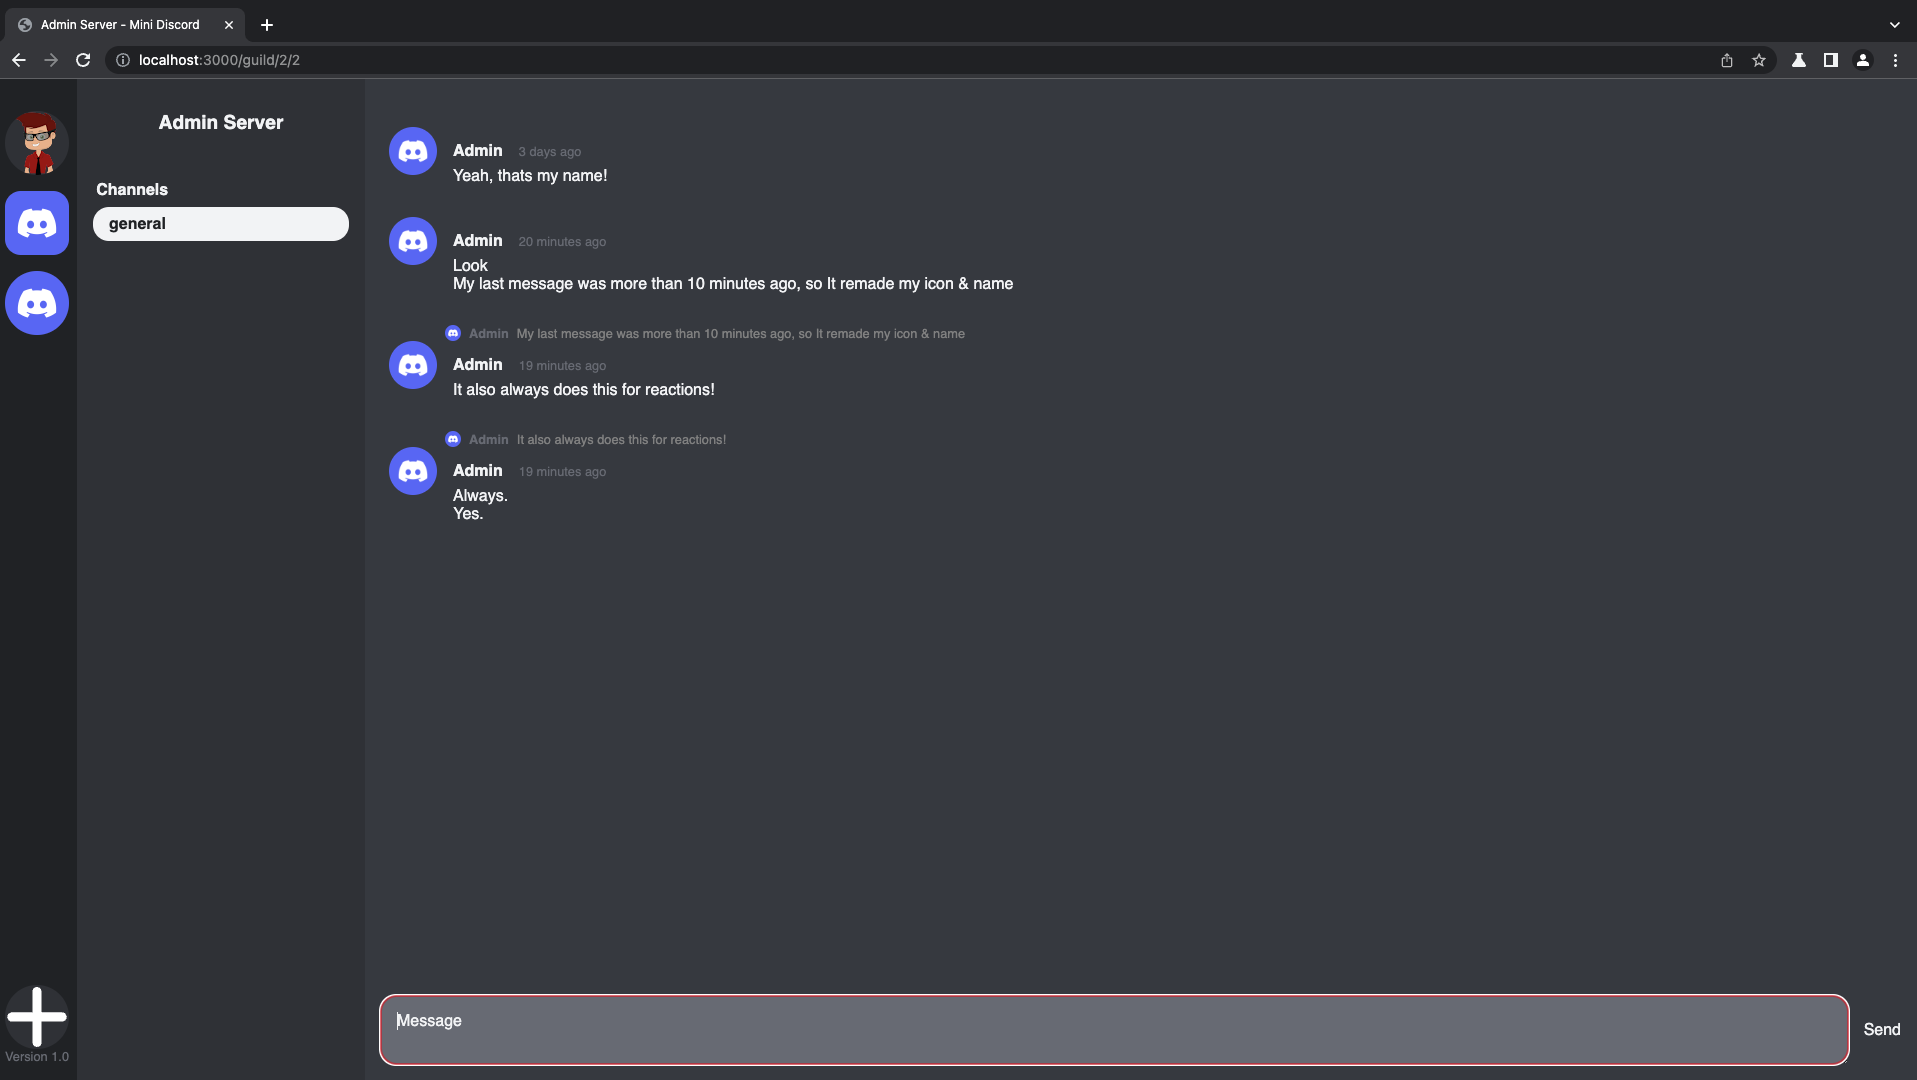 Admin Server - Mini Discord
localhost:3000/guild/2/2
Admin Server
Channels
general
Version 1.0
Admin 3 days ago
Yeah, thats my name!
Admin 20 minutes ago
Look
My last message was more than 10 minutes ago, so It remade my icon & name
Admin My last message was more than 10 minutes ago, so It remade my icon & name
Admin 19 minutes ago
It also always does this for reactions!
Admin It also always does this for reactions!
Admin 19 minutes ago
Always.
Yes.
Message
Send